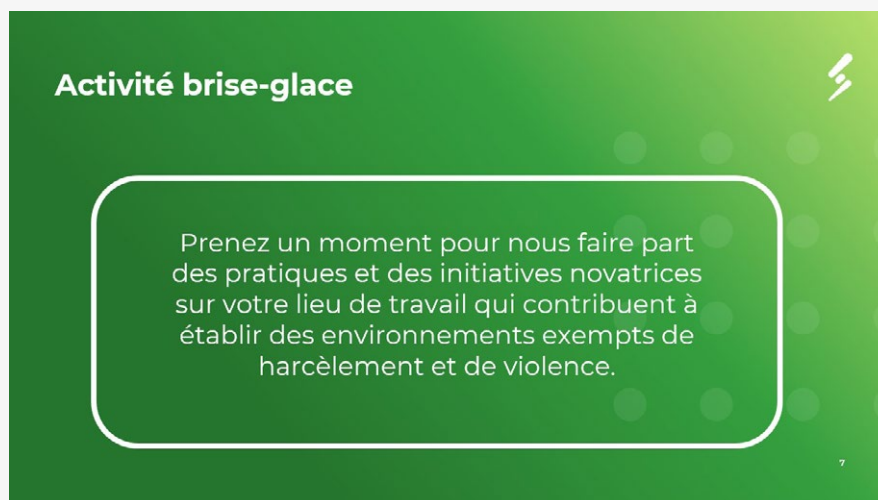 Activité brise-glace
Prenez un moment pour nous faire part
des pratiques et des initiatives novatrices
sur votre lieu de travail qui contribuent à
établir des environnements exempts de
harcèlement et de violence.
7